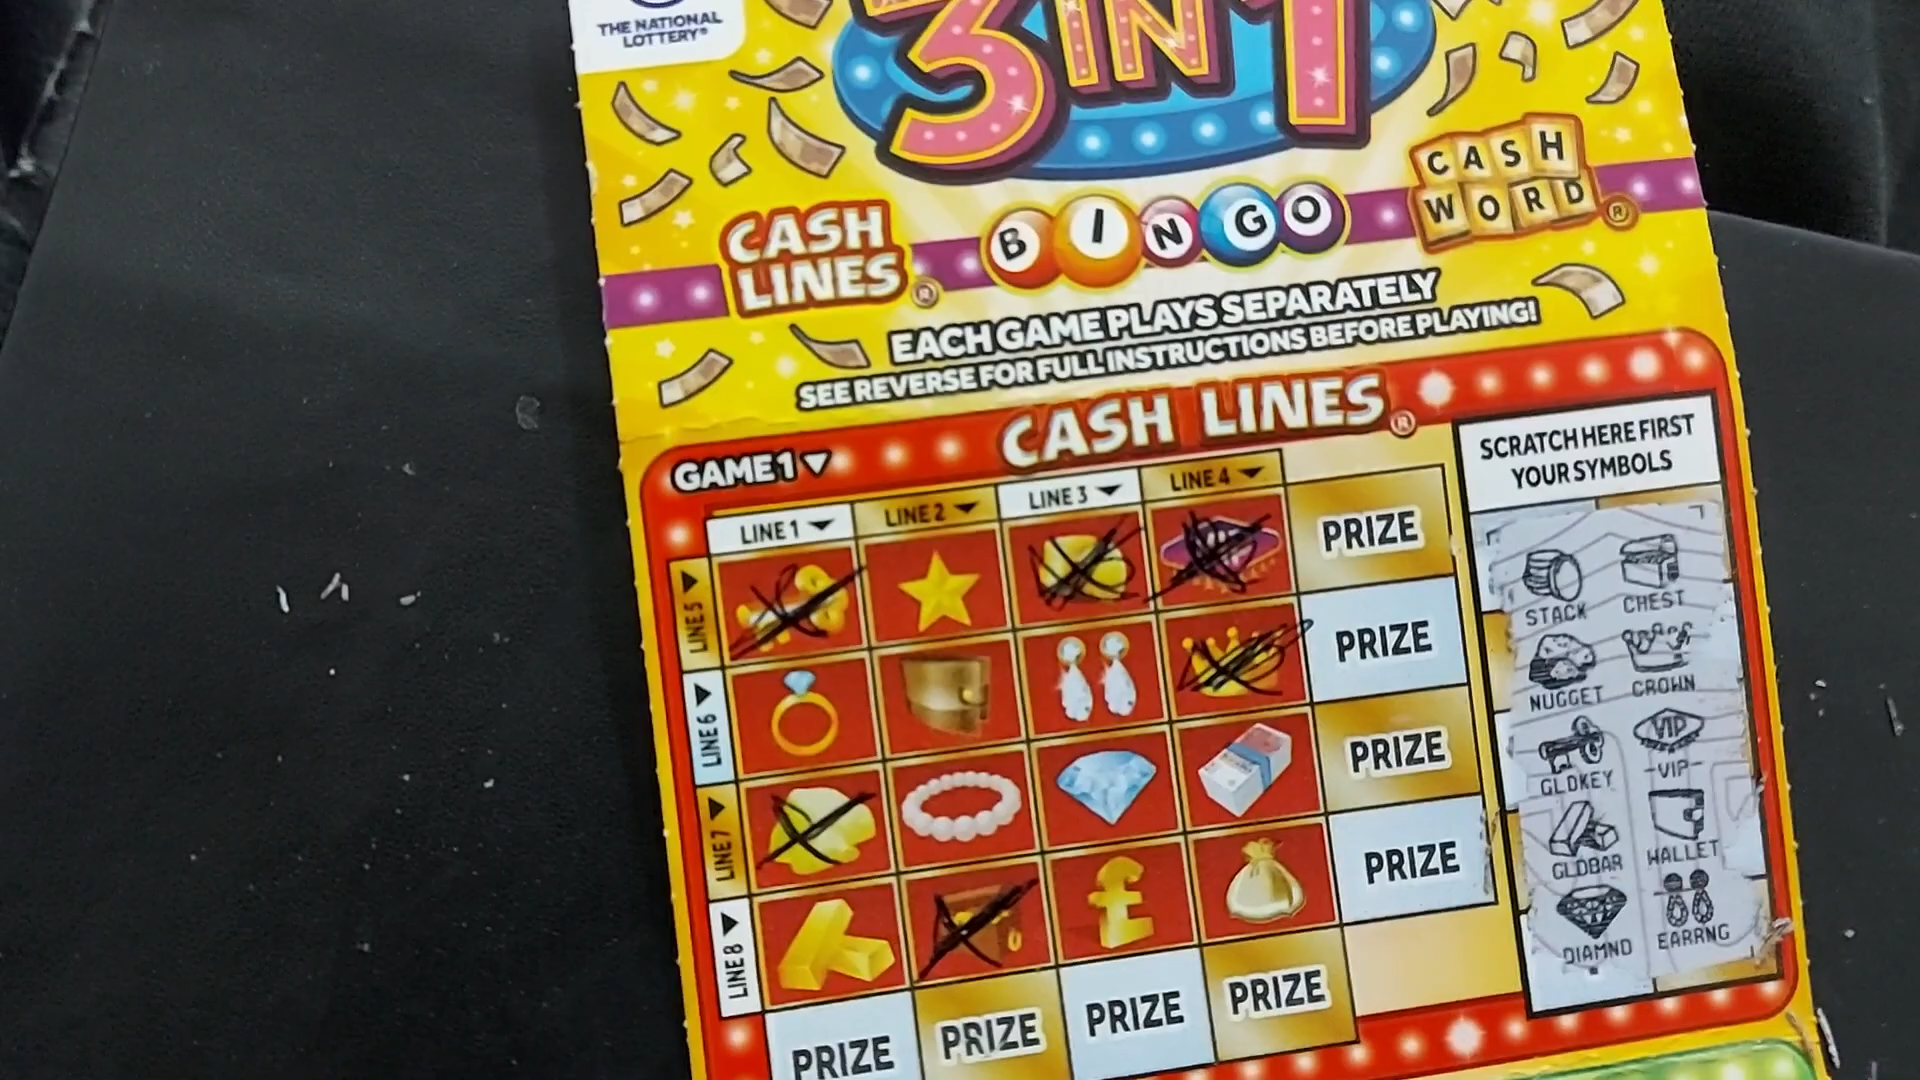 THE NATIONAL
LOTTERY®
3 IN 1
CASH
LINES®
BINGO
CASH
WORD®
EACH GAME PLAYS SEPARATELY
SEE REVERSE FOR FULL INSTRUCTIONS BEFORE PLAYING!
CASH LINES®
GAME 1
SCRATCH HERE FIRST
YOUR SYMBOLS
LINE 1
LINE 2
LINE 3
LINE 4
LINE 5
PRIZE
LINE 6
PRIZE
LINE 7
PRIZE
LINE 8
PRIZE
PRIZE
PRIZE
PRIZE
PRIZE
STACK
CHEST
NUGGET
CROWN
GLDKEY
VIP
-VIP-
GLDBAR
WALLET
DIAMND
EARRNG